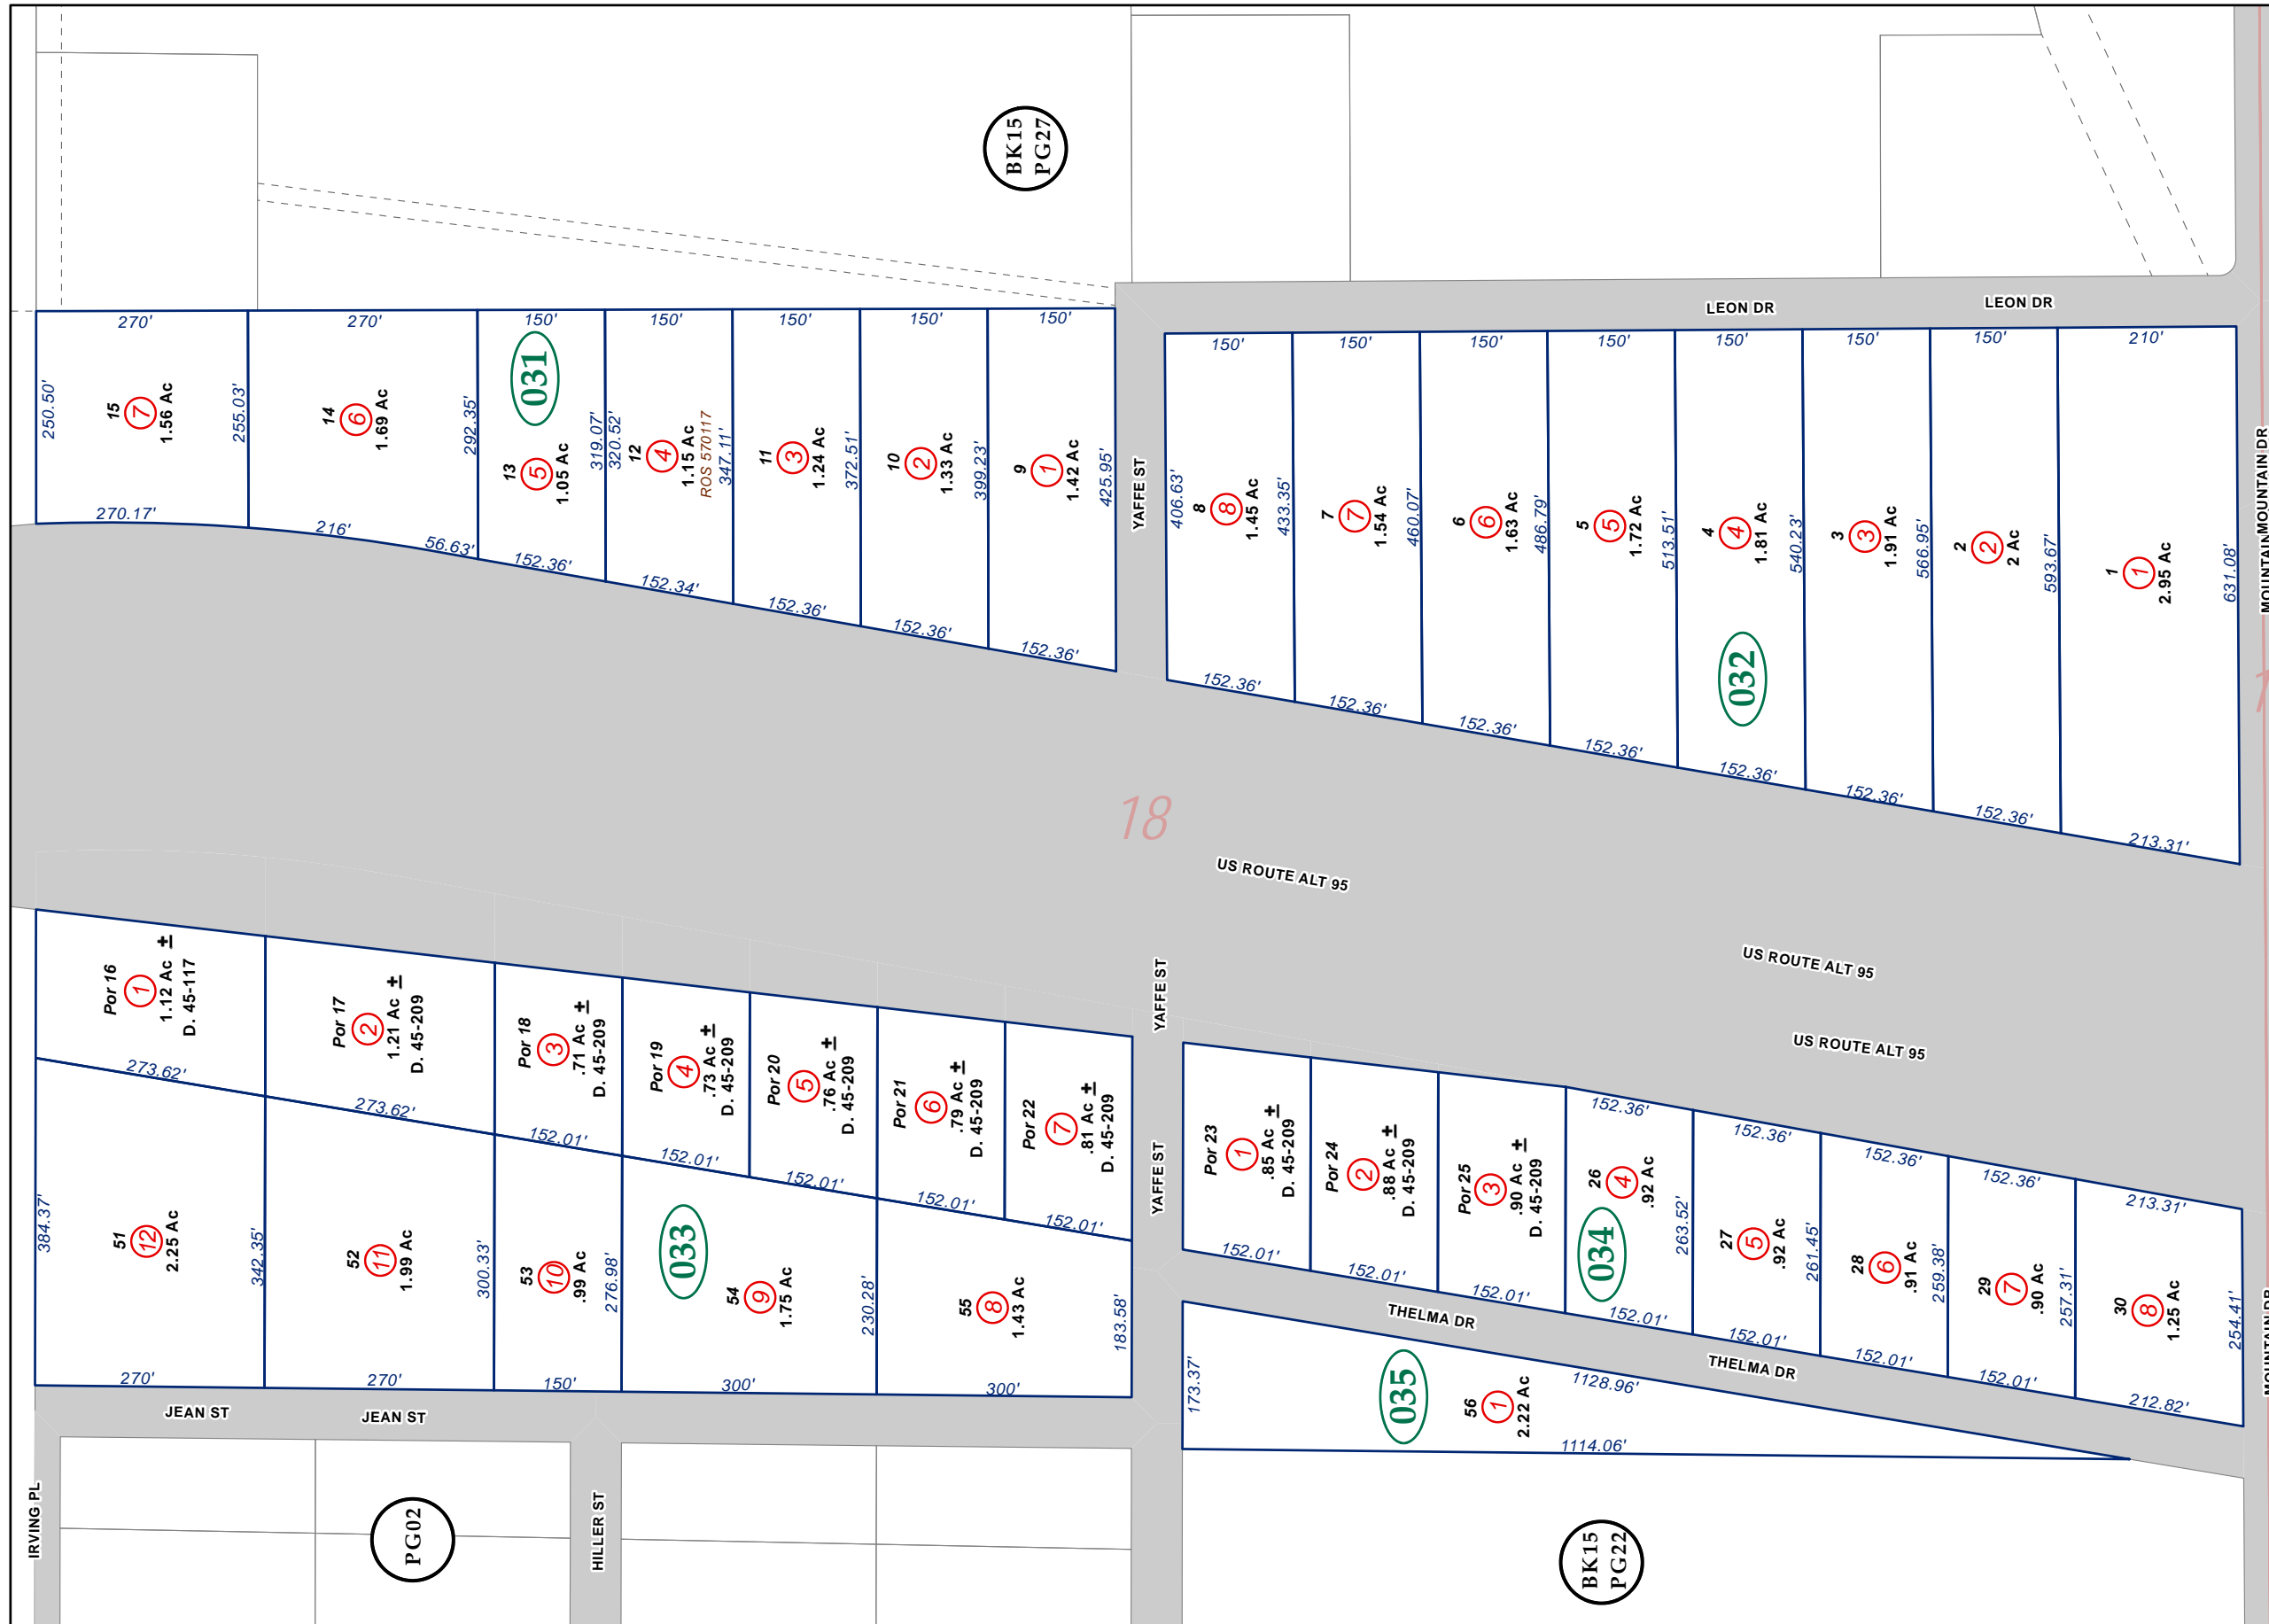 BK15
PG27
LEON DR
LEON DR
270'
270'
150'
150'
150'
150'
150'
250.50'
15
7
1.56 Ac
255.03'
14
6
1.69 Ac
292.35'
031
13
5
1.05 Ac
319.07'
320.52'
12
4
1.15 Ac
ROS 570117
347.11'
11
3
1.24 Ac
372.51'
10
2
1.33 Ac
399.23'
9
1
1.42 Ac
425.95'
270.17'
216'
56.63'
152.36'
152.34'
152.36'
152.36'
152.36'
YAFFE ST
150'
150'
150'
150'
150'
150'
150'
210'
406.63'
8
8
1.45 Ac
433.35'
7
7
1.54 Ac
460.07'
6
6
1.63 Ac
486.79'
5
5
1.72 Ac
513.51'
4
4
1.81 Ac
540.23'
3
3
1.91 Ac
566.95'
2
2
2 Ac
593.67'
1
1
2.95 Ac
631.08'
032
152.36'
152.36'
152.36'
152.36'
152.36'
152.36'
152.36'
213.31'
MOUNTAIN DR
MOUNTAIN DR
18
US ROUTE ALT 95
US ROUTE ALT 95
US ROUTE ALT 95
Por 16
1
1.12 Ac ±
D. 45-117
Por 17
2
1.21 Ac ±
D. 45-209
Por 18
3
.71 Ac ±
D. 45-209
Por 19
4
.73 Ac ±
D. 45-209
Por 20
5
.76 Ac ±
D. 45-209
Por 21
6
.79 Ac ±
D. 45-209
Por 22
7
.81 Ac ±
D. 45-209
273.62'
273.62'
152.01'
152.01'
152.01'
152.01'
152.01'
384.37'
51
12
2.25 Ac
342.35'
52
11
1.99 Ac
300.33'
53
10
.99 Ac
276.98'
033
54
9
1.75 Ac
230.28'
55
8
1.43 Ac
183.58'
270'
270'
150'
300'
300'
YAFFE ST
YAFFE ST
Por 23
1
.85 Ac ±
D. 45-209
Por 24
2
.88 Ac ±
D. 45-209
Por 25
3
.90 Ac ±
D. 45-209
152.36'
26
4
.92 Ac
034
263.52'
152.36'
27
5
.92 Ac
261.45'
152.36'
28
6
.91 Ac
259.38'
152.36'
29
7
.90 Ac
257.31'
213.31'
30
8
1.25 Ac
254.41'
152.01'
152.01'
152.01'
152.01'
152.01'
152.01'
152.01'
212.82'
THELMA DR
THELMA DR
173.37'
035
56
1
2.22 Ac
1128.96'
1114.06'
JEAN ST
JEAN ST
IRVING PL
HILLER ST
PG02
BK15
PG22
MOUNTAIN DR